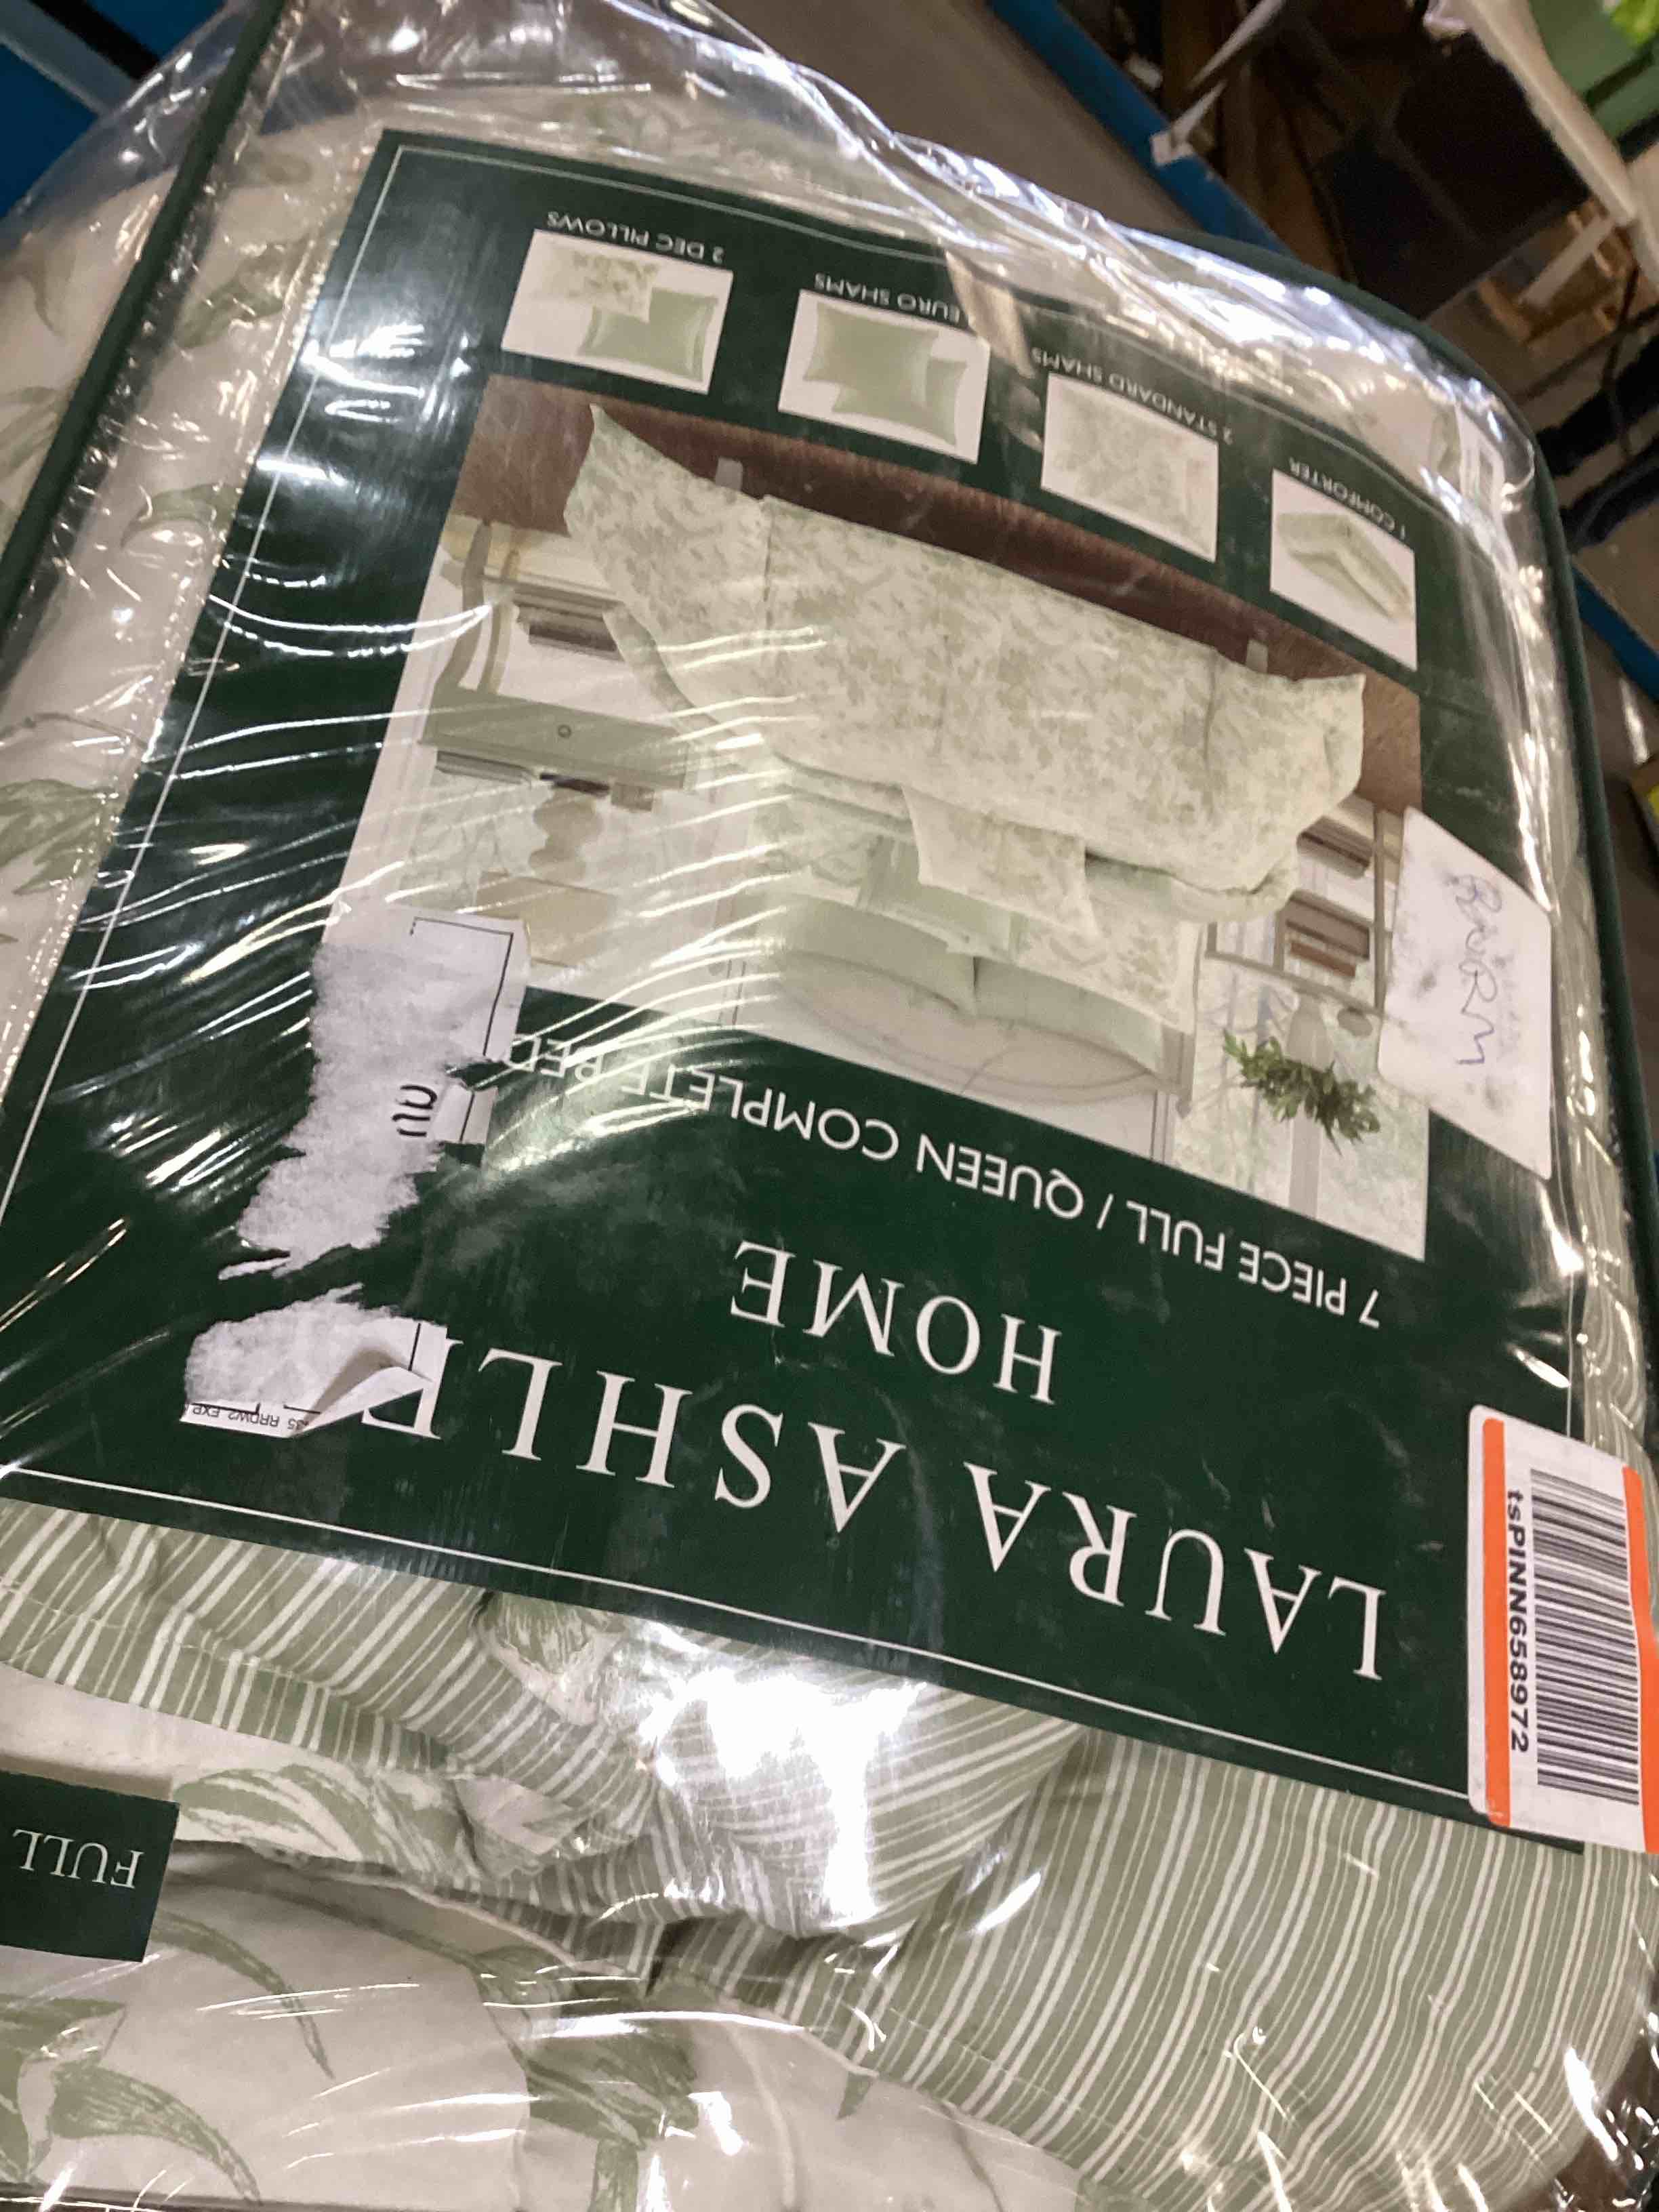 LAURA ASHLE
HOME
7 PIECE FULL / QUEEN COMPLETE BED
1 COMFORTER
2 STANDARD SHAMS
EURO SHAMS
2 DEC PILLOWS
tsPINN6589972
FULL